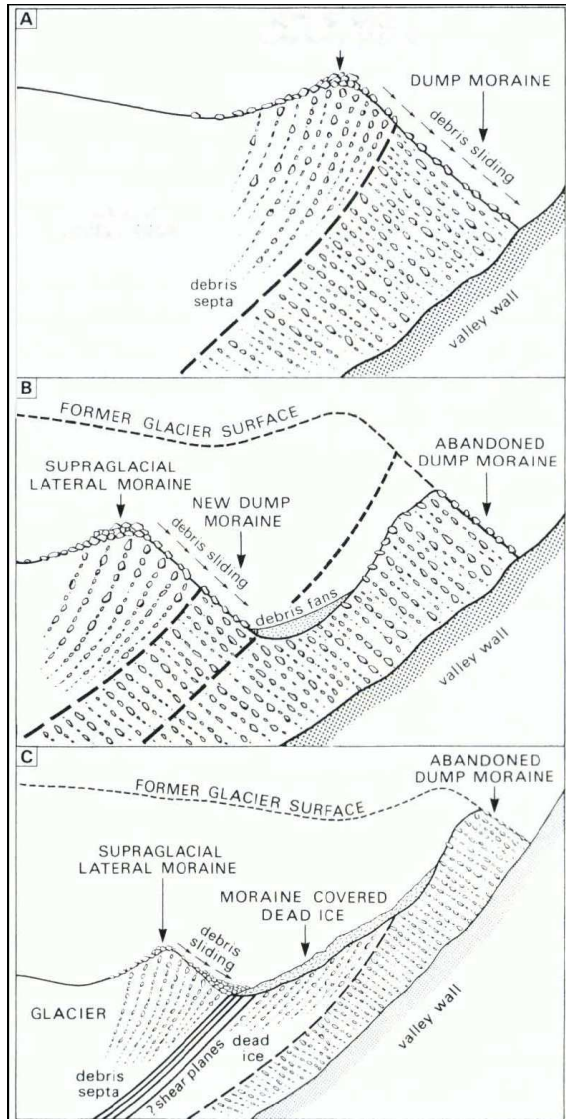 A
DUMP MORAINE
debris sliding
debris
septa
valley wall
B
FORMER GLACIER SURFACE
SUPRAGLACIAL
LATERAL MORAINE
NEW DUMP
MORAINE
ABANDONED
DUMP MORAINE
debris sliding
debris fans
valley wall
C
FORMER GLACIER SURFACE
ABANDONED
DUMP MORAINE
SUPRAGLACIAL
LATERAL MORAINE
MORAINE COVERED
DEAD ICE
debris
sliding
GLACIER
dead
ice
debris
septa
? shear planes
valley wall